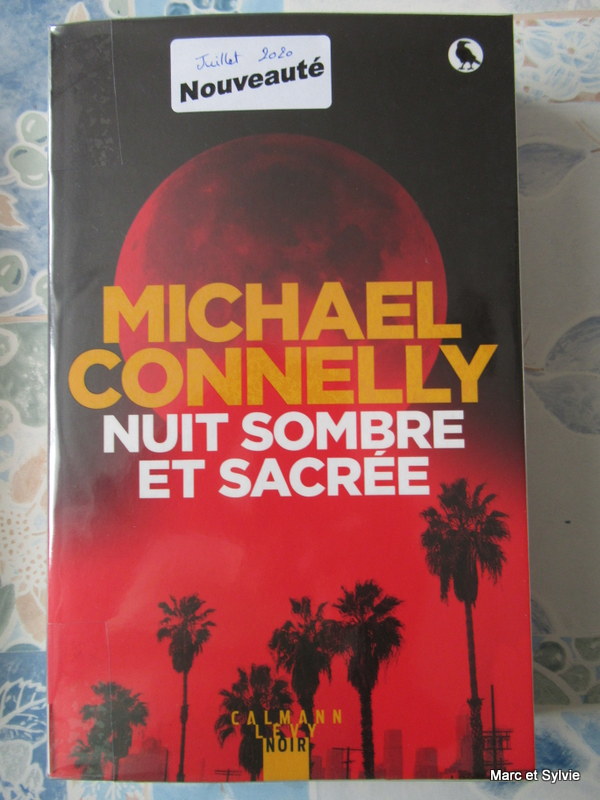 Juillet 2020
Nouveauté
MICHAEL
CONNELLY
NUIT SOMBRE
ET SACRÉE
CALMANN
LEVY
NOIR
Marc et Sylvie